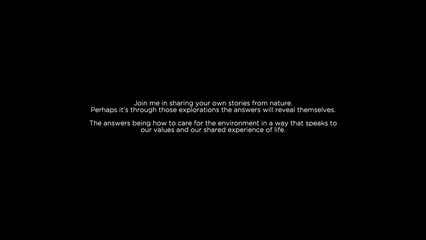 Join me in sharing your own stories from nature.
Perhaps it's through those explorations the answers will reveal themselves.
The answers being how to care for the environment in a way that speaks to
our values and our shared experience of life.